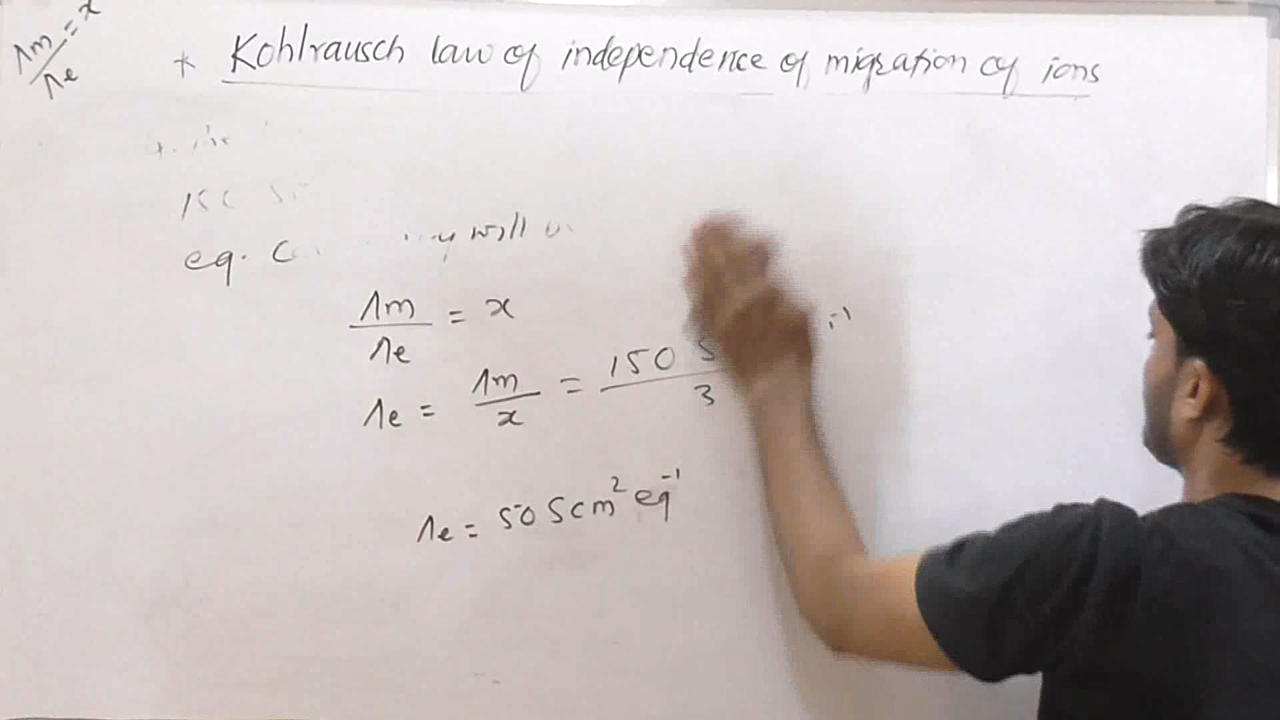 Λm/Λe = x
* Kohlrausch law of independence of migration of ions
eq. will
Λm/Λe = x
Λe = Λm/x = 150 S/3
Λe = 50 S cm² eq⁻¹